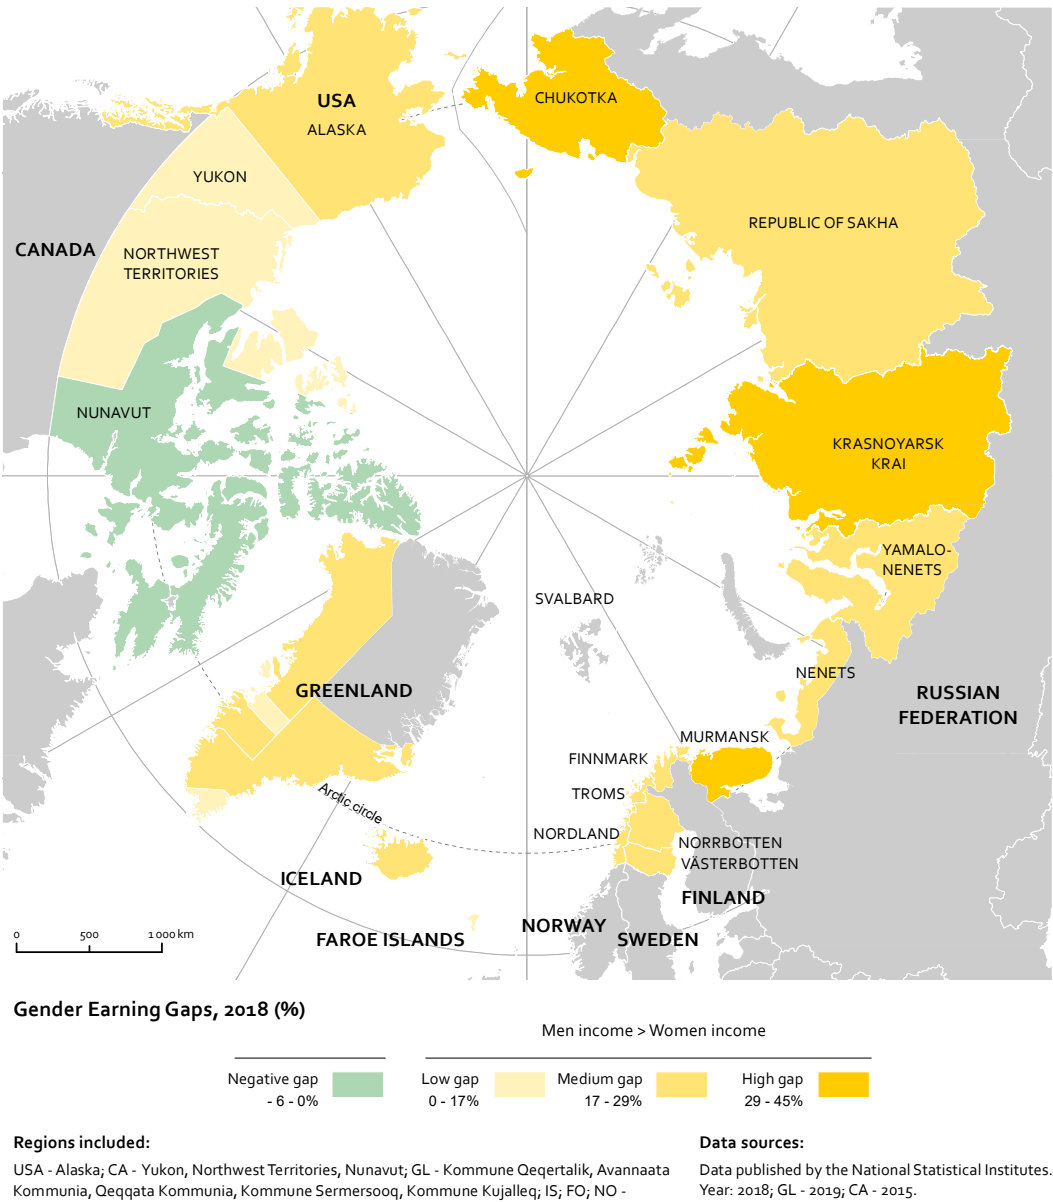 USA
ALASKA
CHUKOTKA
YUKON
REPUBLIC OF SAKHA
CANADA
NORTHWEST
TERRITORIES
NUNAVUT
KRASNOYARSK
KRAI
YAMALO-
NENETS
SVALBARD
NENETS
GREENLAND
RUSSIAN
FEDERATION
MURMANSK
FINNMARK
TROMS
Arctic circle
NORDLAND
NORRBOTTEN
VÄSTERBOTTEN
ICELAND
FINLAND
NORWAY
FAROE ISLANDS
SWEDEN
0 500 1000 km
Gender Earning Gaps, 2018 (%)
Men income > Women income
Negative gap
- 6 - 0%
Low gap
0 - 17%
Medium gap
17 - 29%
High gap
29 - 45%
Regions included:
USA - Alaska; CA - Yukon, Northwest Territories, Nunavut; GL - Kommune Qeqertalik, Avannaata
Kommunia, Qeqqata Kommunia, Kommune Sermersooq, Kommune Kujalleq; IS; FO; NO -
Data sources:
Data published by the National Statistical Institutes.
Year: 2018; GL - 2019; CA - 2015.